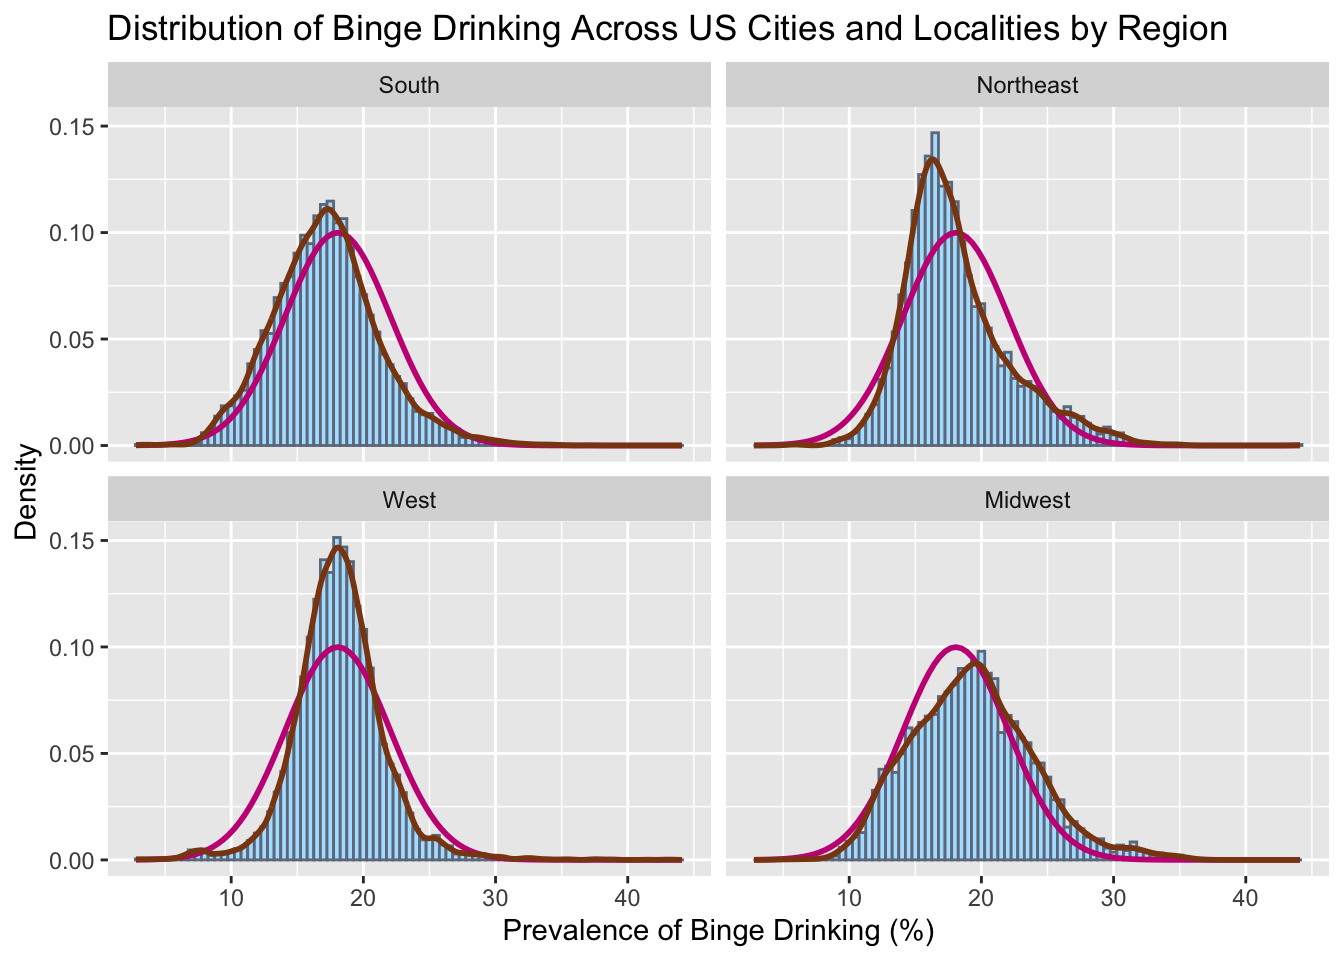 Distribution of Binge Drinking Across US Cities and Localities by Region
South
Northeast
0.15
0.10
0.05
0.00
Density
West
Midwest
0.15
0.10
0.05
0.00
10 20 30 40
10 20 30 40
Prevalence of Binge Drinking (%)